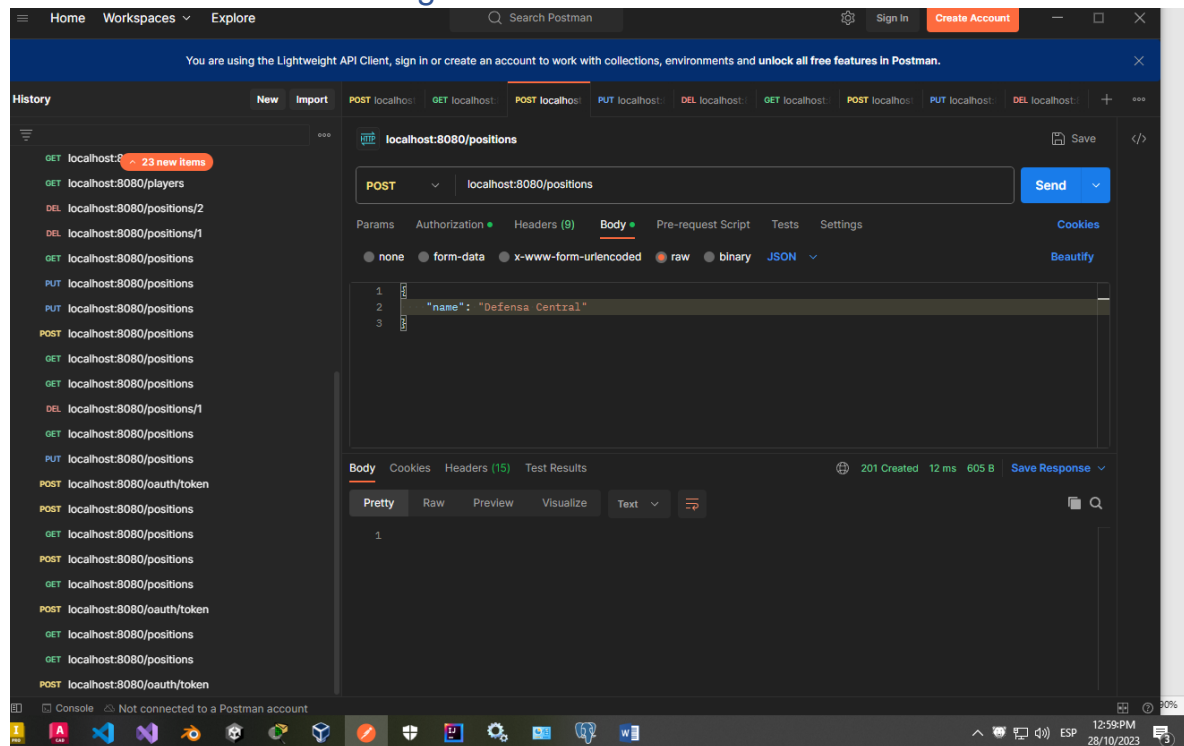 Home Workspaces Explore Search Postman Sign In Create Account
You are using the Lightweight API Client, sign in or create an account to work with collections, environments and unlock all free features in Postman.
History New Import POST localhost GET localhost: POST localhost PUT localhost: DEL localhost: GET localhost: POST localhost PUT localhost: DEL localhost:
localhost:8080/positions Save </>
GET localhost:8
23 new items
GET localhost:8080/players
POST localhost:8080/positions Send
DEL localhost:8080/positions/2
Params Authorization Headers (9) Body Pre-request Script Tests Settings Cookies
DEL localhost:8080/positions/1
GET localhost:8080/positions
none form-data x-www-form-urlencoded raw binary JSON Beautify
PUT localhost:8080/positions
1 {
PUT localhost:8080/positions
2 "name": "Defensa Central"
3 }
POST localhost:8080/positions
GET localhost:8080/positions
GET localhost:8080/positions
DEL localhost:8080/positions/1
GET localhost:8080/positions
PUT localhost:8080/positions
Body Cookies Headers (15) Test Results 201 Created 12 ms 605 B Save Response
POST localhost:8080/oauth/token
POST localhost:8080/positions
Pretty Raw Preview Visualize Text
GET localhost:8080/positions
1
POST localhost:8080/positions
GET localhost:8080/positions
POST localhost:8080/oauth/token
GET localhost:8080/positions
GET localhost:8080/positions
POST localhost:8080/oauth/token
Console Not connected to a Postman account
90%
ESP 12:59 PM
28/10/2023